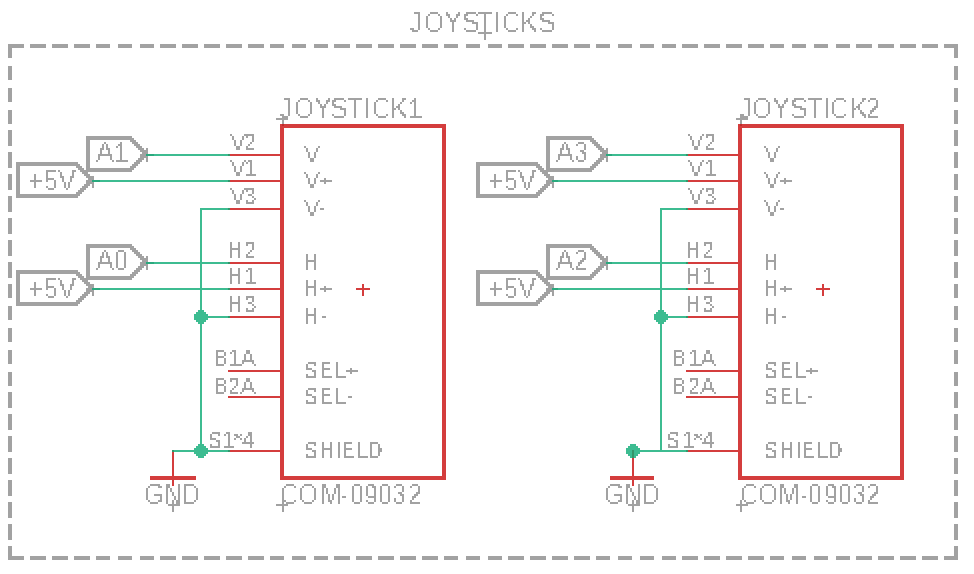 JOYSTICKS
JOYSTICK1
A1
+5V
V2
V1
V3
V
V+
V-
A0
+5V
H2
H1
H3
H
H+
H-
B1A
B2A
SEL+
SEL-
S1*4
SHIELD
GND
COM-09032
JOYSTICK2
A3
+5V
V2
V1
V3
V
V+
V-
A2
+5V
H2
H1
H3
H
H+
H-
B1A
B2A
SEL+
SEL-
S1*4
SHIELD
GND
COM-09032